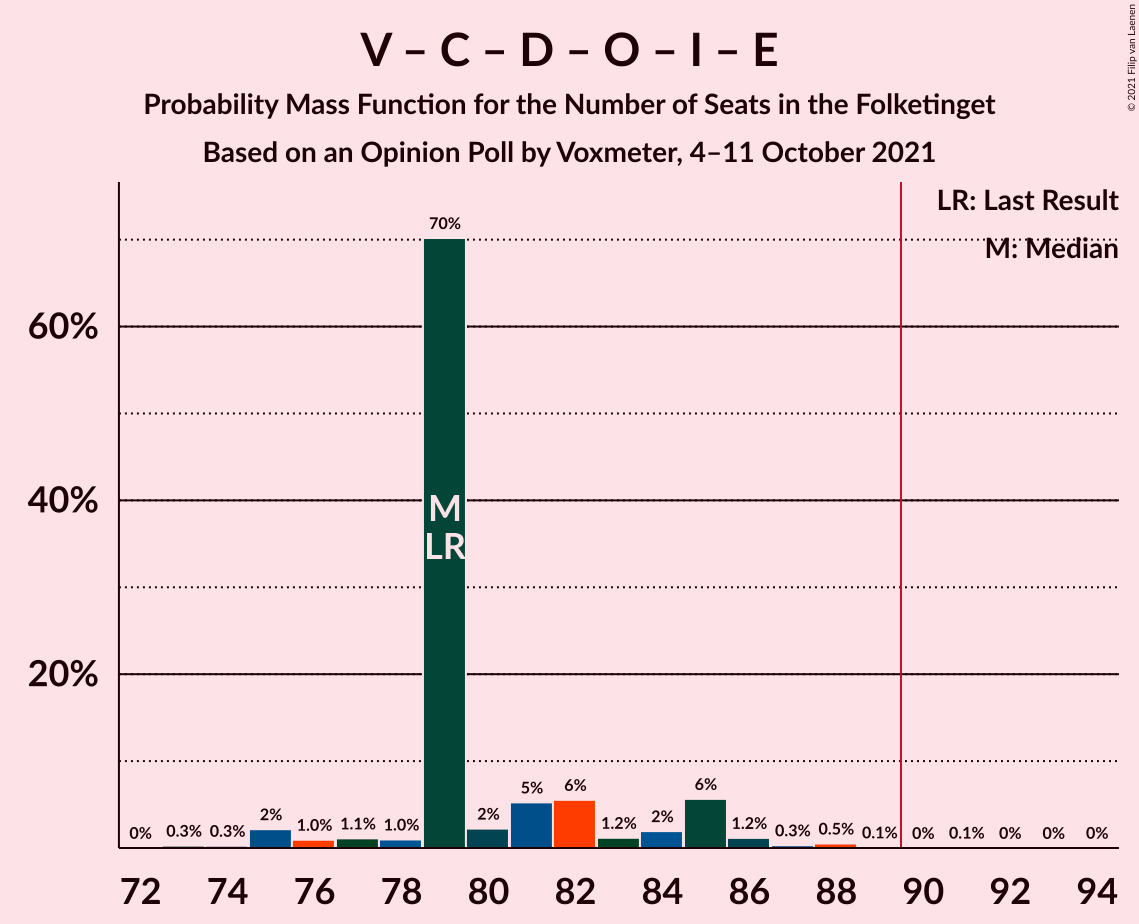 V – C – D – O – I – E
Probability Mass Function for the Number of Seats in the Folketinget
Based on an Opinion Poll by Voxmeter, 4–11 October 2021
© 2021 Filip van Laenen
LR: Last Result
M: Median
60%
40%
20%
0% 0.3% 0.3% 2% 1.0% 1.1% 1.0% 70% 2% 5% 6% 1.2% 2% 6% 1.2% 0.3% 0.5% 0.1% 0% 0.1% 0% 0% 0%
M
LR
72 74 76 78 80 82 84 86 88 90 92 94